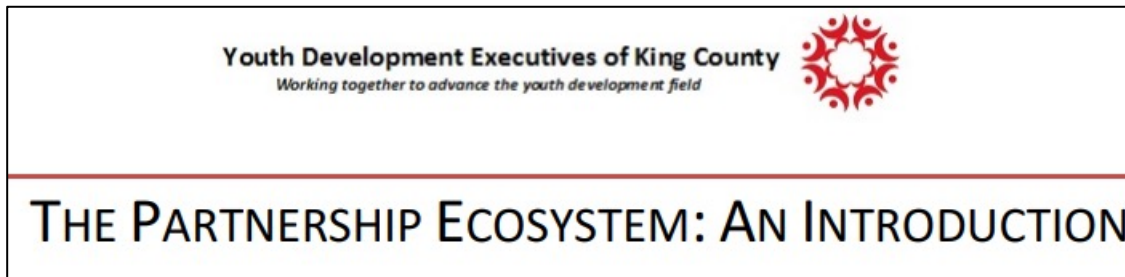 Youth Development Executives of King County
Working together to advance the youth development field
THE PARTNERSHIP ECOSYSTEM: AN INTRODUCTION